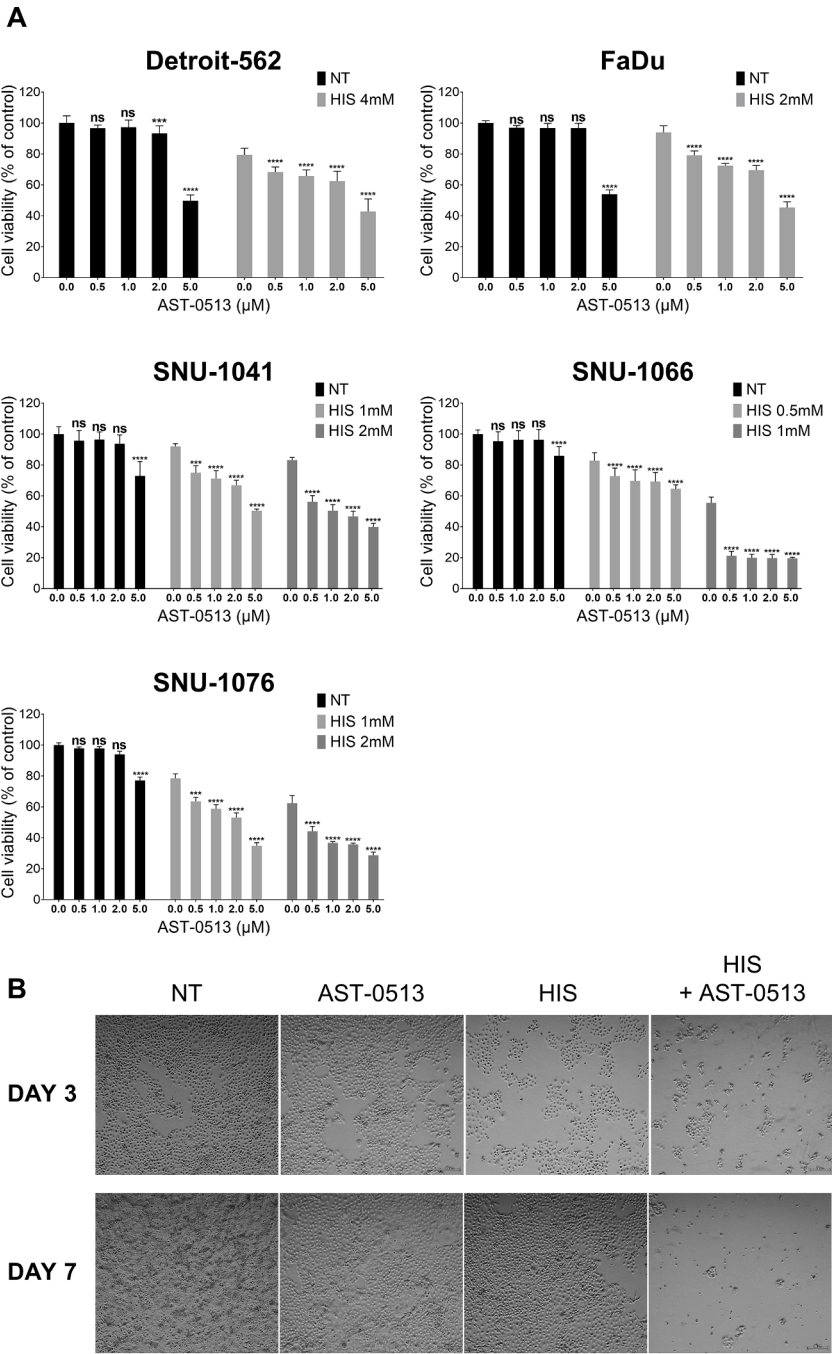 A
Detroit-562
NT
HIS 4mM
Cell viability (% of control)
120
100
80
60
40
20
0
ns
ns
***
****
****
****
****
****
0.0 0.5 1.0 2.0 5.0 0.0 0.5 1.0 2.0 5.0
AST-0513 (µM)
FaDu
NT
HIS 2mM
Cell viability (% of control)
120
100
80
60
40
20
0
ns
ns
ns
****
****
****
****
****
0.0 0.5 1.0 2.0 5.0 0.0 0.5 1.0 2.0 5.0
AST-0513 (µM)
SNU-1041
NT
HIS 1mM
HIS 2mM
Cell viability (% of control)
120
100
80
60
40
20
0
ns
ns
ns
****
***
****
****
****
****
****
****
****
0.0 0.5 1.0 2.0 5.0 0.0 0.5 1.0 2.0 5.0 0.0 0.5 1.0 2.0 5.0
AST-0513 (µM)
SNU-1066
NT
HIS 0.5mM
HIS 1mM
Cell viability (% of control)
120
100
80
60
40
20
0
ns
ns
ns
****
****
****
****
****
****
****
****
****
0.0 0.5 1.0 2.0 5.0 0.0 0.5 1.0 2.0 5.0 0.0 0.5 1.0 2.0 5.0
AST-0513 (µM)
SNU-1076
NT
HIS 1mM
HIS 2mM
Cell viability (% of control)
120
100
80
60
40
20
0
ns
ns
ns
****
***
****
****
****
****
****
****
****
0.0 0.5 1.0 2.0 5.0 0.0 0.5 1.0 2.0 5.0 0.0 0.5 1.0 2.0 5.0
AST-0513 (µM)
B
NT
AST-0513
HIS
HIS
+ AST-0513
DAY 3
DAY 7